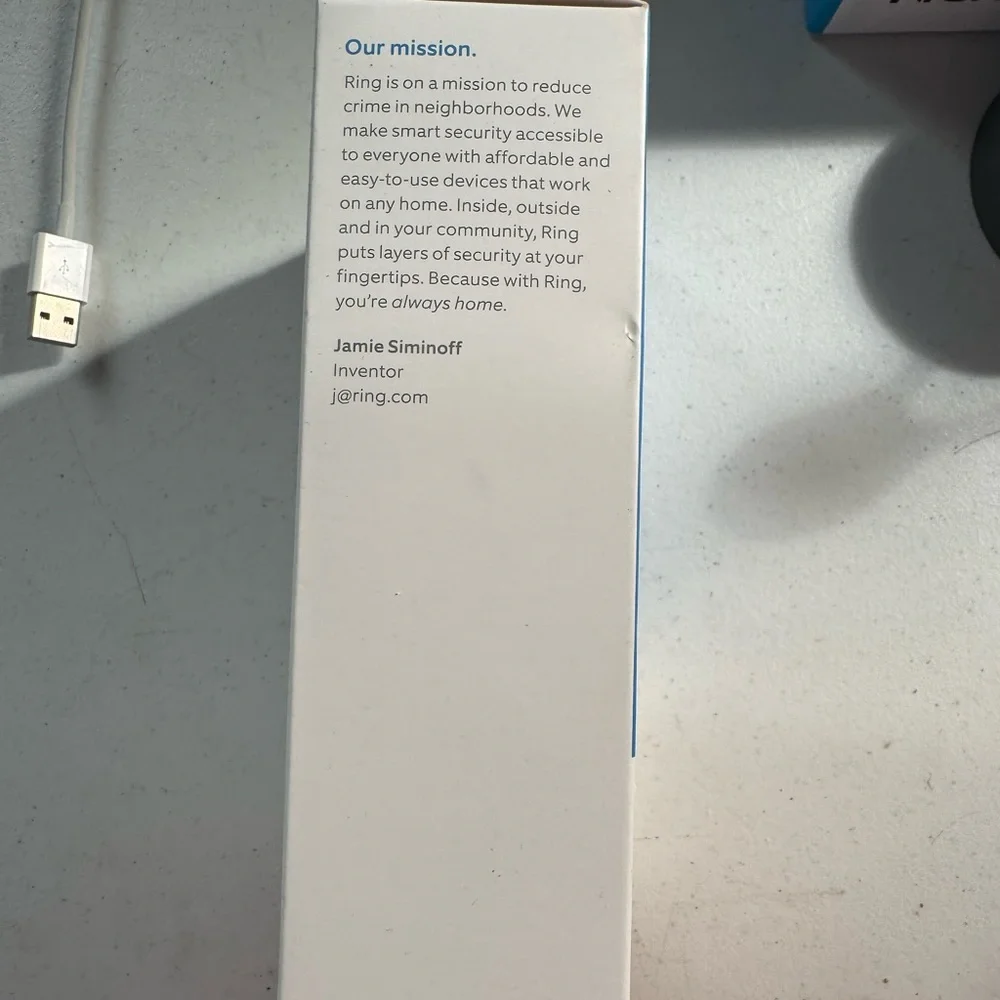 Our mission.
Ring is on a mission to reduce
crime in neighborhoods. We
make smart security accessible
to everyone with affordable and
easy-to-use devices that work
on any home. Inside, outside
and in your community, Ring
puts layers of security at your
fingertips. Because with Ring,
you're always home.
Jamie Siminoff
Inventor
j@ring.com